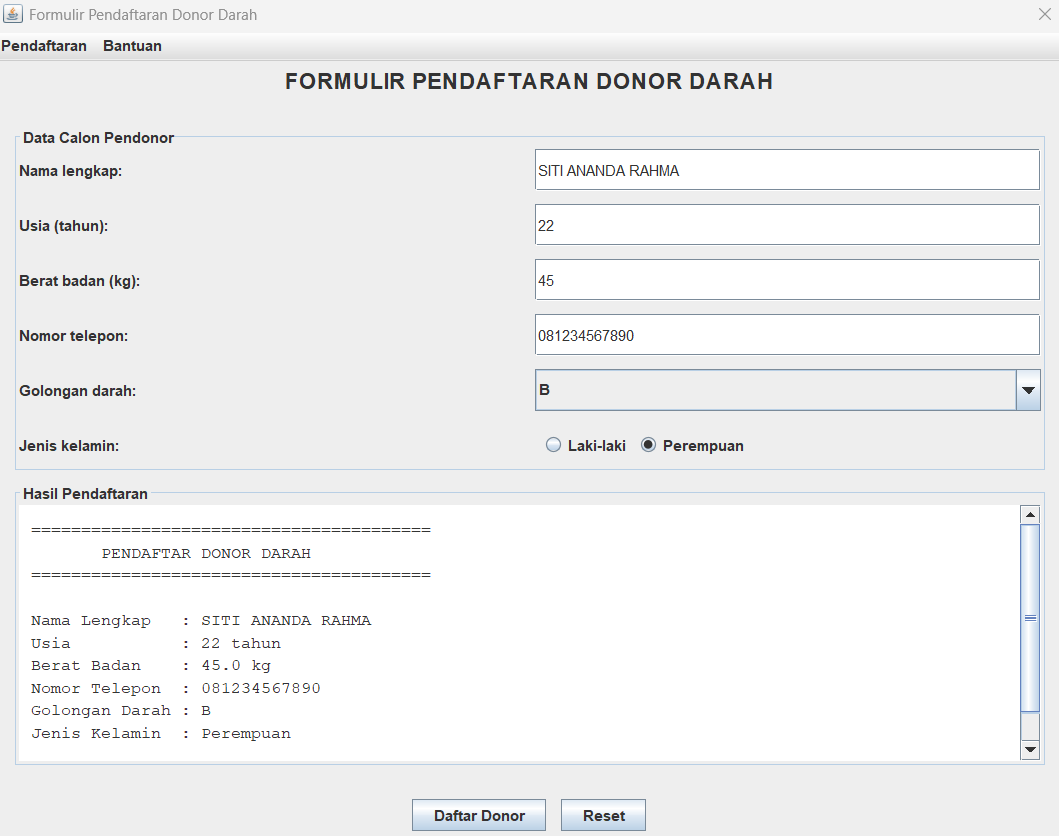 Formulir Pendaftaran Donor Darah
Pendaftaran Bantuan
FORMULIR PENDAFTARAN DONOR DARAH
Data Calon Pendonor
Nama lengkap: SITI ANANDA RAHMA
Usia (tahun): 22
Berat badan (kg): 45
Nomor telepon: 081234567890
Golongan darah: B
Jenis kelamin: Laki-laki Perempuan
Hasil Pendaftaran
========================================
PENDAFTAR DONOR DARAH
========================================
Nama Lengkap : SITI ANANDA RAHMA
Usia : 22 tahun
Berat Badan : 45.0 kg
Nomor Telepon : 081234567890
Golongan Darah : B
Jenis Kelamin : Perempuan
Daftar Donor Reset